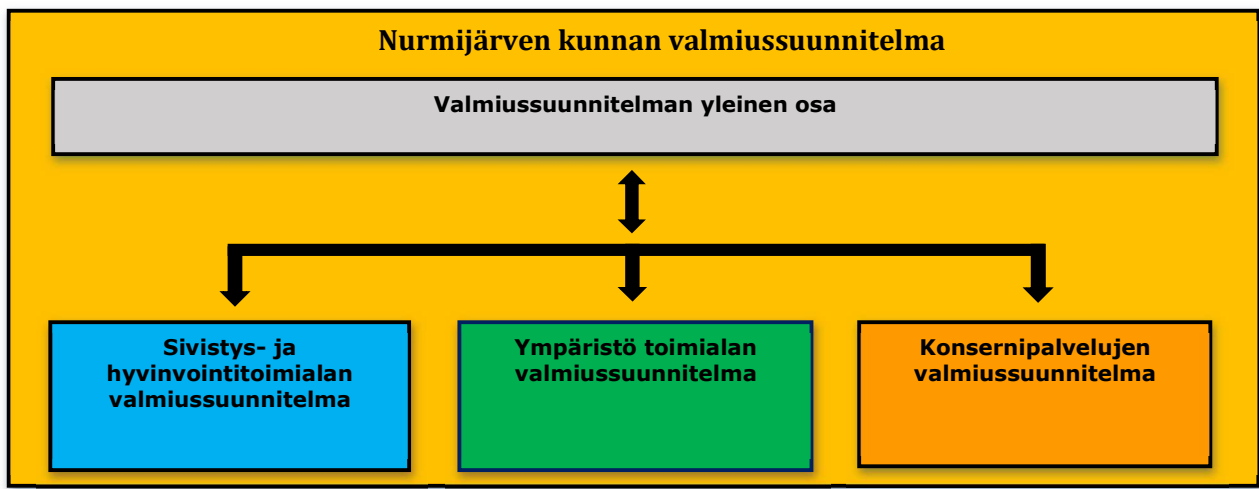 Nurmijärven kunnan valmiussuunnitelma
Valmiussuunnitelman yleinen osa
Sivistys- ja
hyvinvointitoimialan
valmiussuunnitelma
Ympäristö toimialan
valmiussuunnitelma
Konsernipalvelujen
valmiussuunnitelma